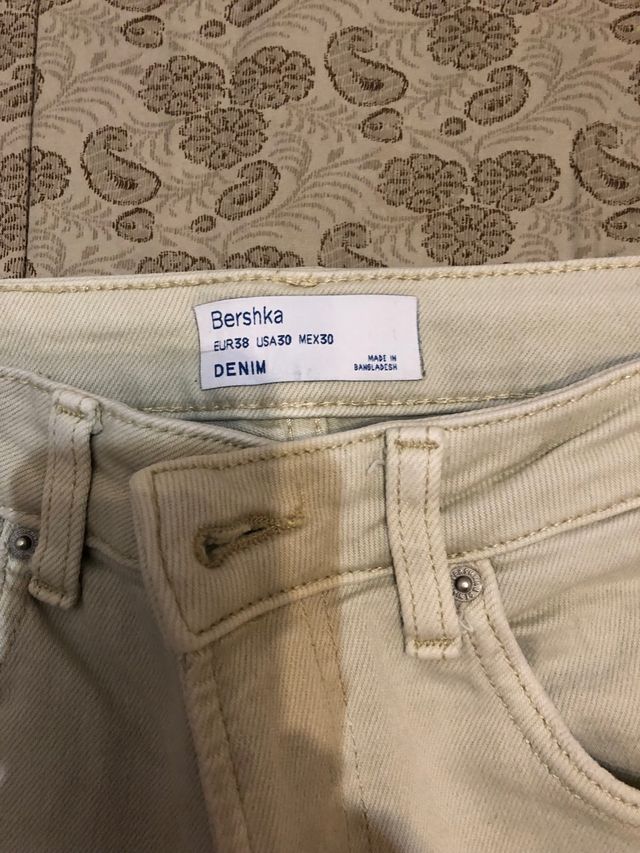 Bershka
EUR38 USA30 MEX30
DENIM
MADE IN
BANGLADESH